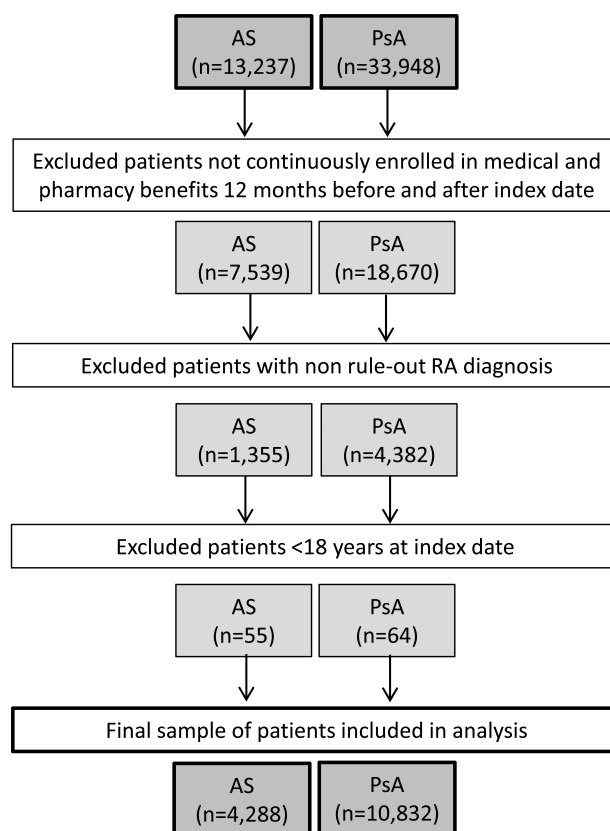 AS
(n=13,237)
PsA
(n=33,948)
Excluded patients not continuously enrolled in medical and
pharmacy benefits 12 months before and after index date
AS
(n=7,539)
PsA
(n=18,670)
Excluded patients with non rule-out RA diagnosis
AS
(n=1,355)
PsA
(n=4,382)
Excluded patients <18 years at index date
AS
(n=55)
PsA
(n=64)
Final sample of patients included in analysis
AS
(n=4,288)
PsA
(n=10,832)